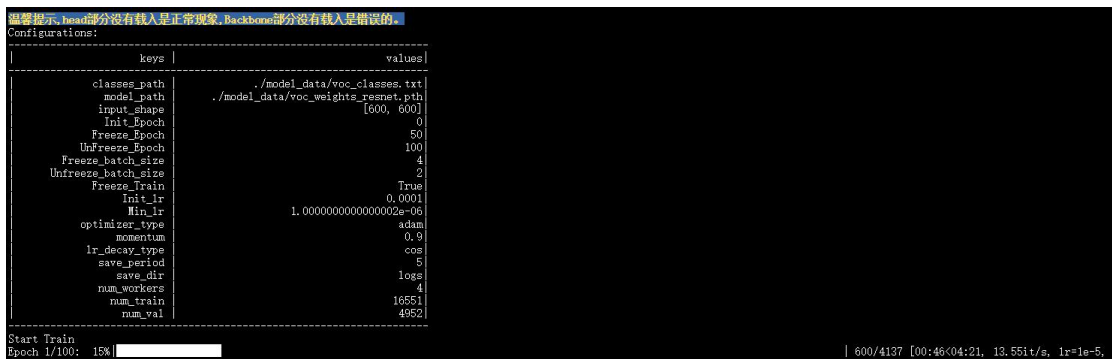 温馨提示,head部分没有载入是正常现象,Backbone部分没有载入是错误的。
Configurations:
----------------------------------------------------------------------
| keys | values|
----------------------------------------------------------------------
| classes_path | ./model_data/voc_classes.txt|
| model_path | ./model_data/voc_weights_resnet.pth|
| input_shape | [600, 600]|
| Init_Epoch | 0|
| Freeze_Epoch | 50|
| UnFreeze_Epoch | 100|
| Freeze_batch_size | 4|
| Unfreeze_batch_size | 2|
| Freeze_Train | True|
| Init_lr | 0.0001|
| Min_lr | 1.0000000000000002e-06|
| optimizer_type | adam|
| momentum | 0.9|
| lr_decay_type | cos|
| save_period | 5|
| save_dir | logs|
| num_workers | 4|
| num_train | 16551|
| num_val | 4952|
----------------------------------------------------------------------
Start Train
Epoch 1/100: 15%| | 600/4137 [00:46<04:21, 13.55it/s, lr=1e-5,